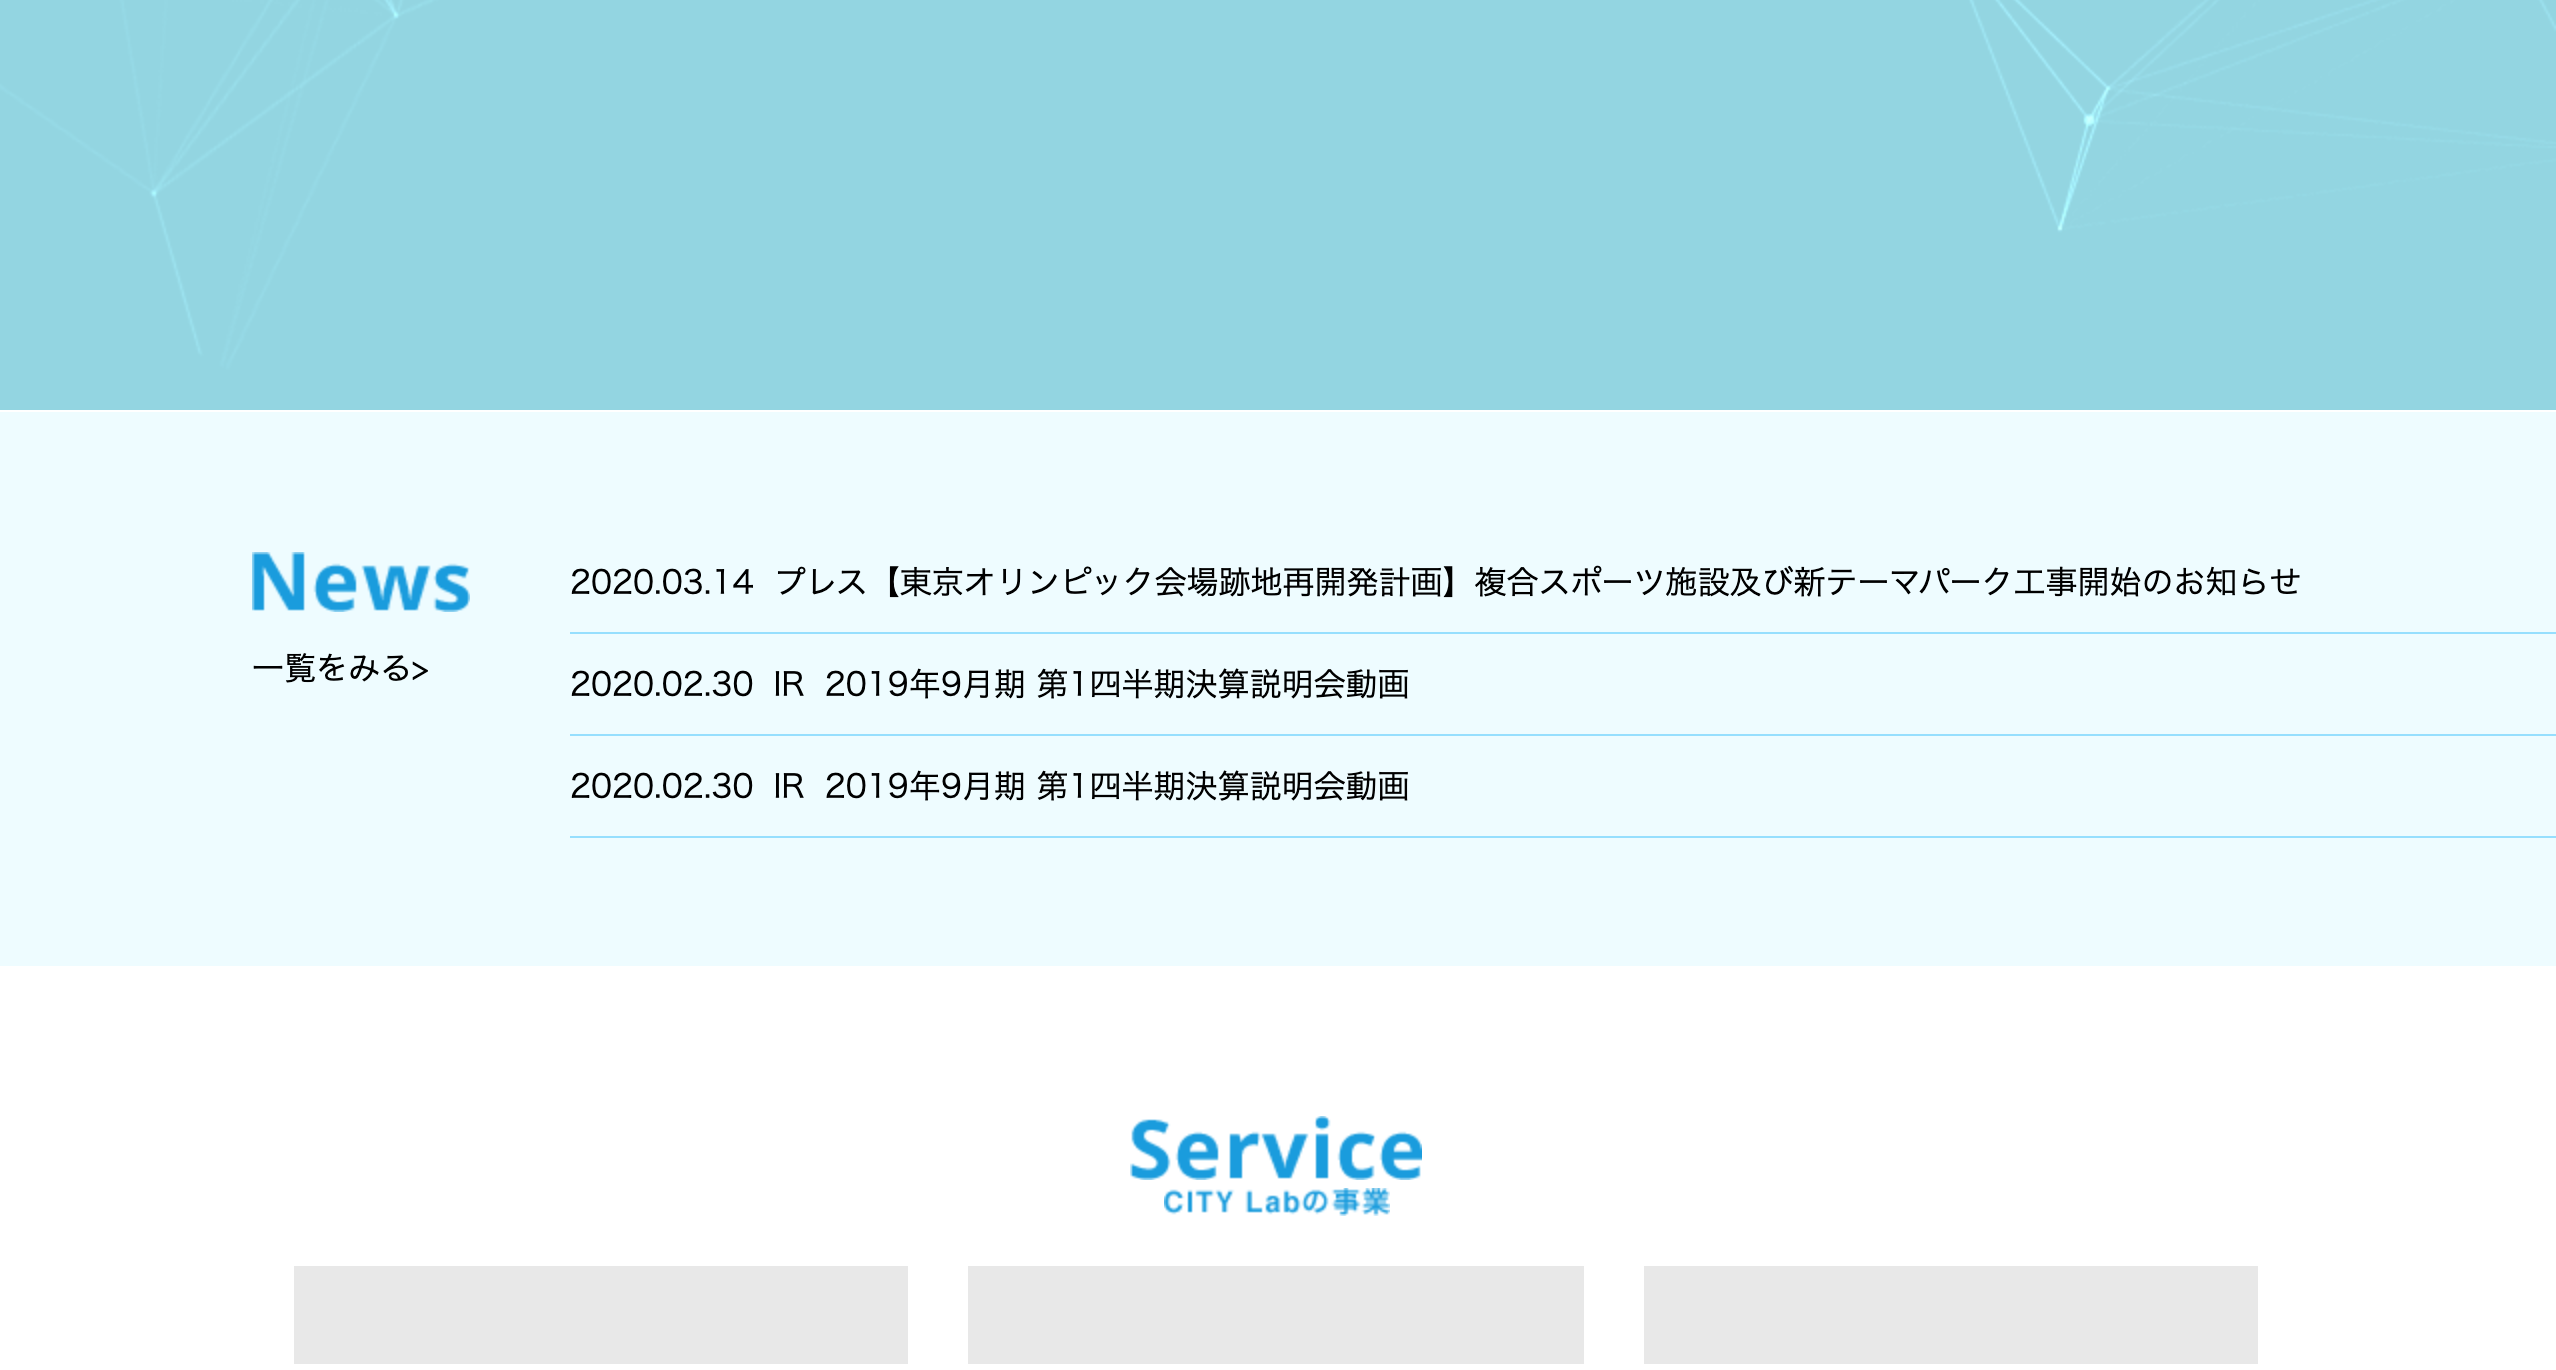 News
一覧をみる>
2020.03.14 プレス【東京オリンピック会場跡地再開発計画】複合スポーツ施設及び新テーマパーク工事開始のお知らせ
2020.02.30 IR 2019年9月期 第1四半期決算説明会動画
2020.02.30 IR 2019年9月期 第1四半期決算説明会動画
Service
CITY Labの事業